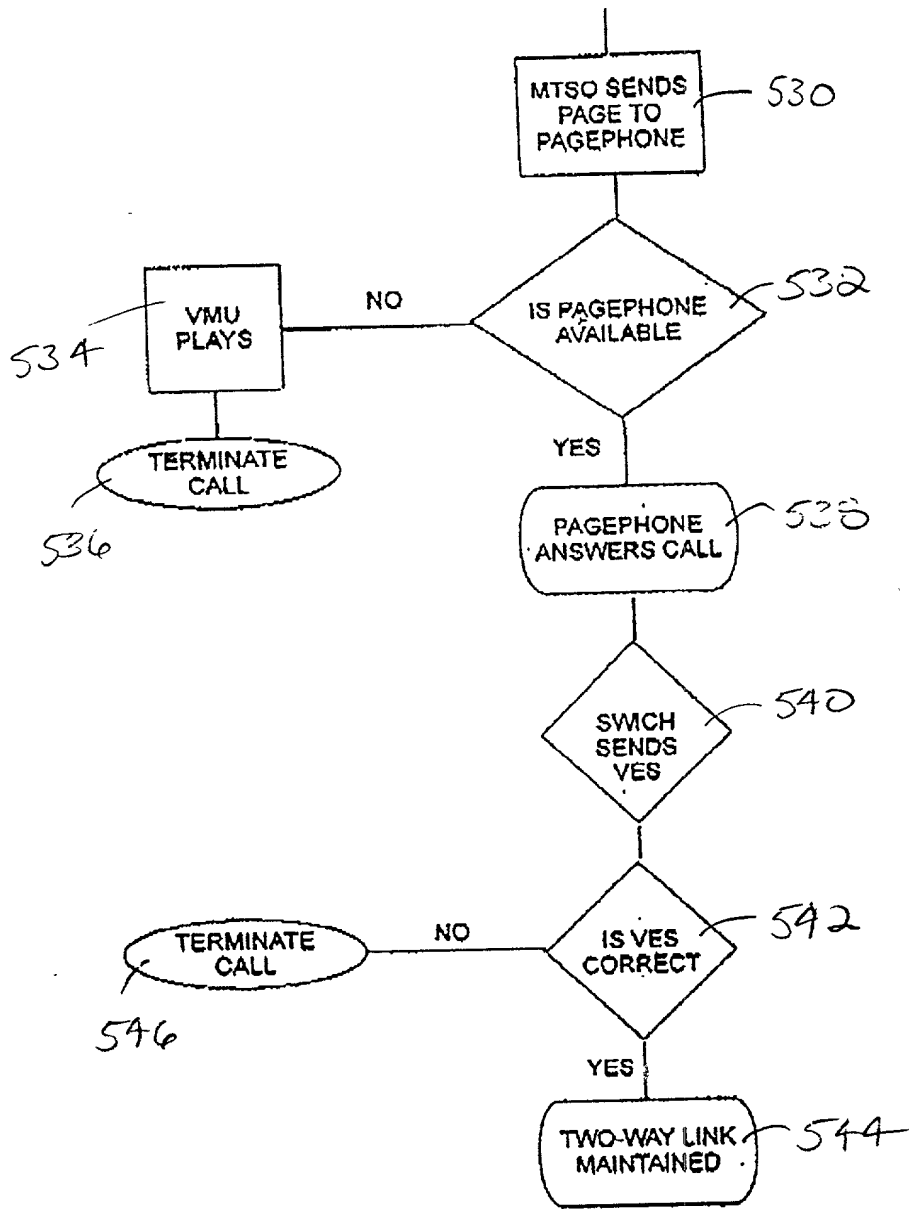 MTSO SENDS
PAGE TO
PAGEPHONE
530
IS PAGEPHONE
AVAILABLE
532
NO
VMU
PLAYS
534
TERMINATE
CALL
536
YES
PAGEPHONE
ANSWERS CALL
538
SWICH
SENDS
VES
540
IS VES
CORRECT
542
NO
TERMINATE
CALL
546
YES
TWO-WAY LINK
MAINTAINED
544